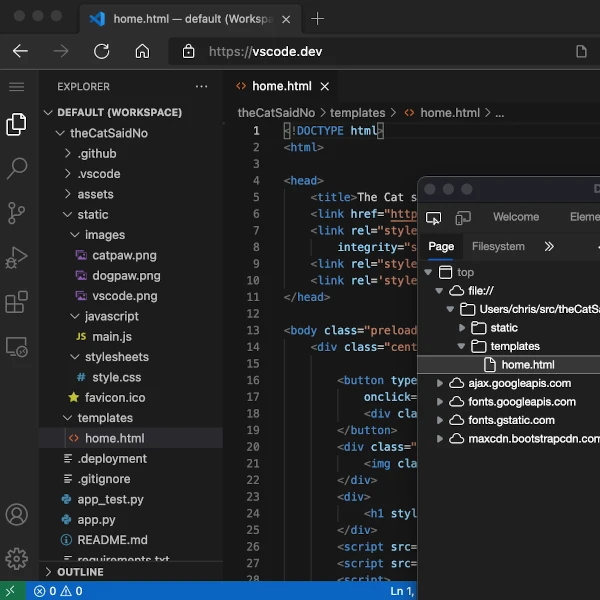 home.html — default (Workspa
https://vscode.dev
EXPLORER
DEFAULT (WORKSPACE)
theCatSaidNo
.github
.vscode
assets
static
images
catpaw.png
dogpaw.png
vscode.png
javascript
JS main.js
stylesheets
# style.css
favicon.ico
templates
home.html
.deployment
.gitignore
app_test.py
app.py
README.md
requirements.txt
OUTLINE
0 0
home.html
theCatSaidNo > templates > home.html > ...
1 <!DOCTYPE html>
2 <html>
3
4 <head>
5 <title>The Cat s
6 <link href="http
7 <link rel="style
8 integrity="s
9 <link rel="style
10 <link rel='style
11 </head>
12
13 <body class="preload
14 <div class="cent
15
16 <button type
17 onclick=
18 <div cla
19 </button>
20 <div class="
21 <img cla
22 </div>
23 <div>
24 <h1 styl
25 </div>
26 <script src=
27 <script src=
28 <script>
Ln 1,
D
Welcome Eleme
Page Filesystem
top
file://
Users/chris/src/theCatSa
static
templates
home.html
ajax.googleapis.com
fonts.googleapis.com
fonts.gstatic.com
maxcdn.bootstrapcdn.com